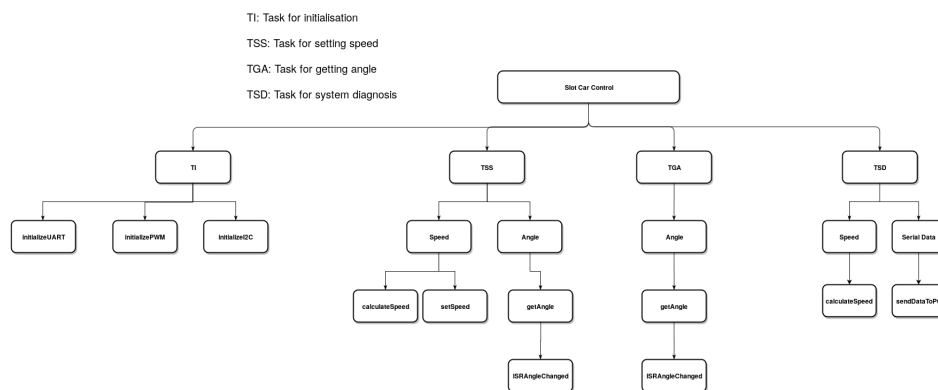 TI: Task for initialisation
TSS: Task for setting speed
TGA: Task for getting angle
TSD: Task for system diagnosis
Slot Car Control
TI
TSS
TGA
TSD
initializeUART
initializePWM
initializeI2C
Speed
Angle
Angle
Speed
Serial Data
calculateSpeed
setSpeed
getAngle
getAngle
calculateSpeed
ISRAngleChanged
ISRAngleChanged